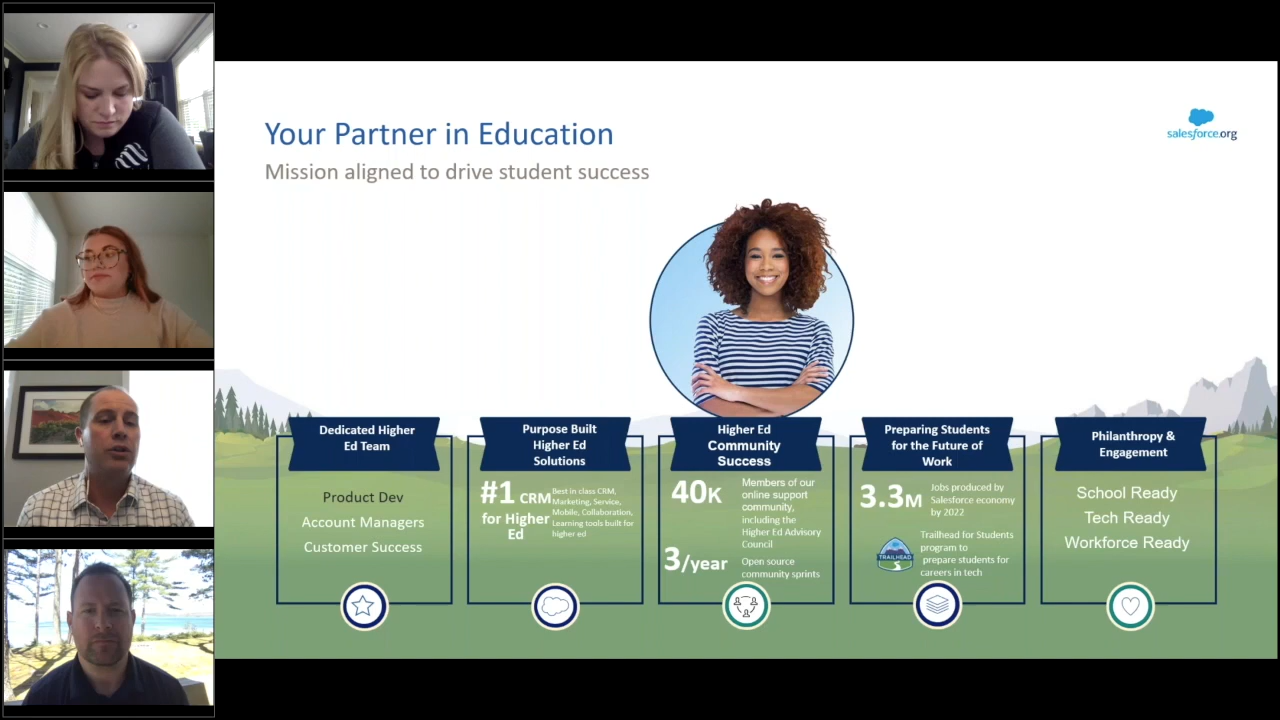 Your Partner in Education
salesforce.org
Mission aligned to drive student success
Dedicated Higher
Ed Team
Product Dev
Account Managers
Customer Success
Purpose Built
Higher Ed
Solutions
#1 CRM
for Higher
Ed
Best in class CRM,
Marketing, Service,
Mobile, Collaboration,
Learning tools built for
higher ed
Higher Ed
Community
Success
40K
Members of our
online support
community,
including the
Higher Ed Advisory
Council
3/year
Open source
community sprints
Preparing Students
for the Future of
Work
3.3M
Jobs produced by
Salesforce economy
by 2022
TRAILHEAD
Trailhead for Students
program to
prepare students for
careers in tech
Philanthropy &
Engagement
School Ready
Tech Ready
Workforce Ready